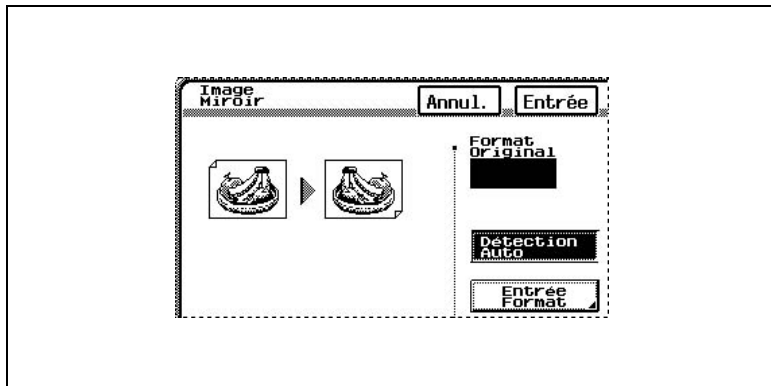 Image
Miroir
Annul.
Entrée
Format
Original
Détection
Auto
Entrée
Format